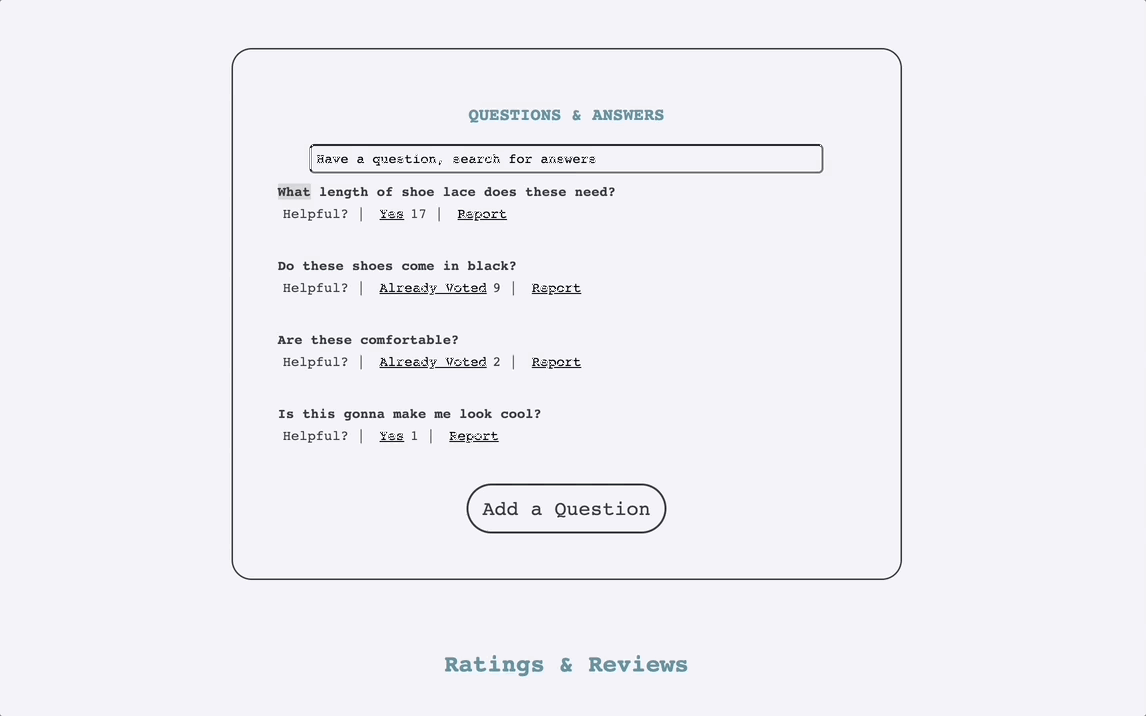 QUESTIONS & ANSWERS
Have a question, search for answers
What length of shoe lace does these need?
Helpful? | Yes 17 | Report
Do these shoes come in black?
Helpful? | Already Voted 9 | Report
Are these comfortable?
Helpful? | Already Voted 2 | Report
Is this gonna make me look cool?
Helpful? | Yes 1 | Report
Add a Question
Ratings & Reviews